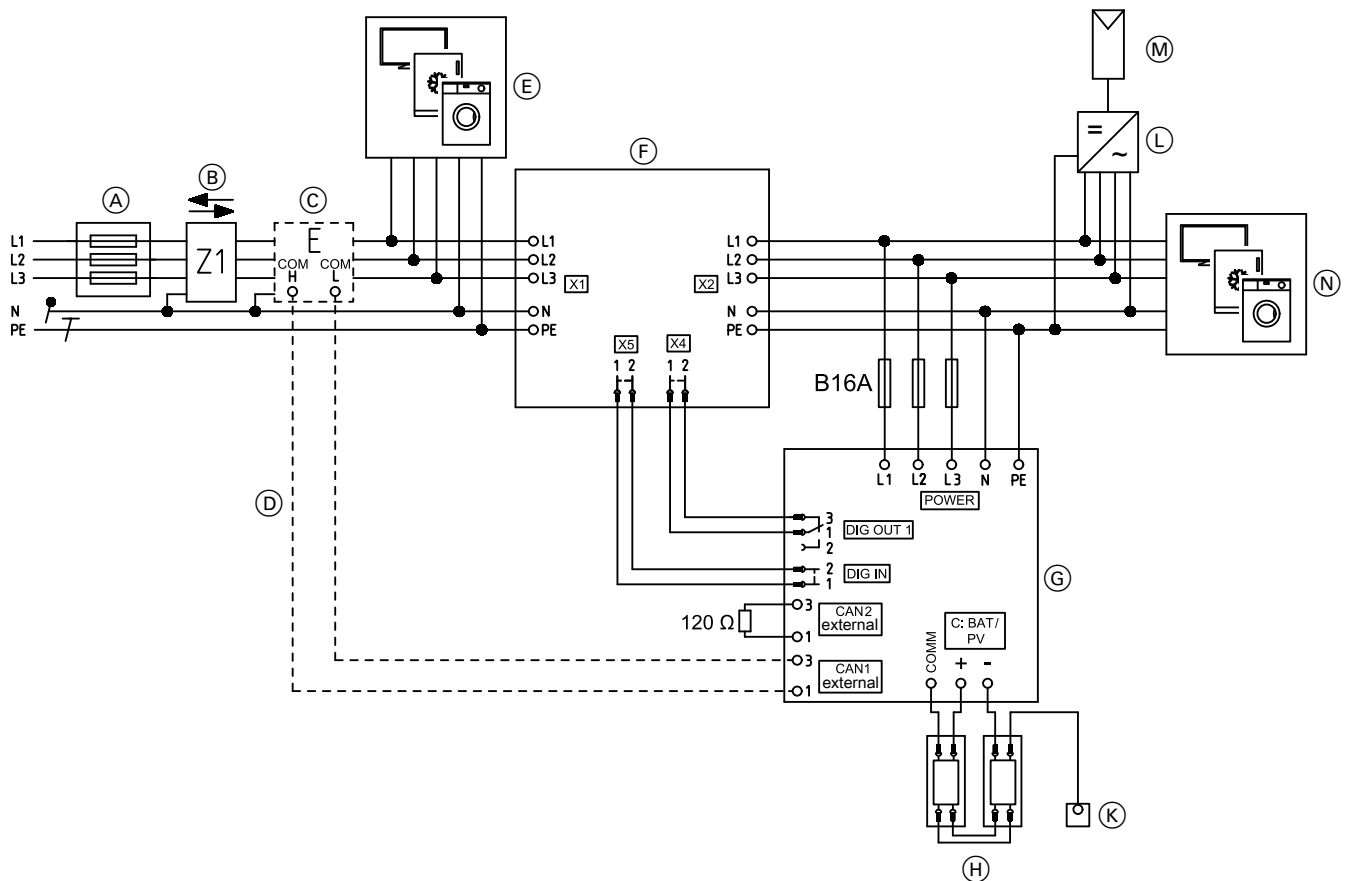 M
E
L
F
A
B
C
E
Z1
COM H
COM L
L1
L2
L3
N
PE
L1
L2
L3
N
PE
X1
L1
L2
L3
N
PE
X2
N
X5
X4
1 2
1 2
B16A
L1 L2 L3 N PE
POWER
D
3
1
2
DIG OUT 1
2
1
DIG IN
G
120 Ω
3
1
CAN2
external
3
1
CAN1
external
C: BAT/
PV
COMM
+ -
K
H